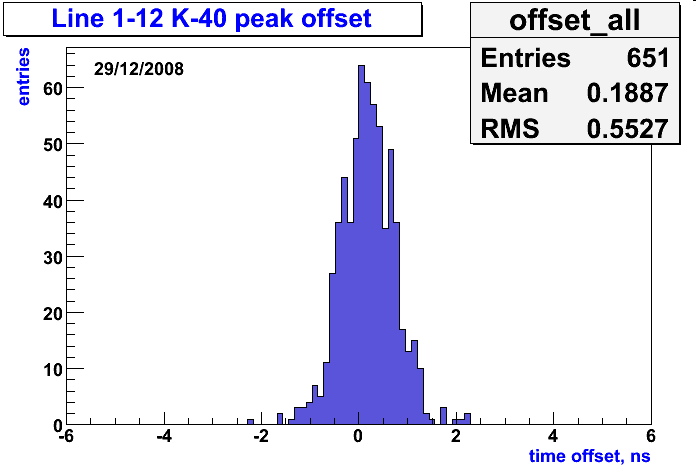 Line 1-12 K-40 peak offset
offset_all
Entries 651
Mean 0.1887
RMS 0.5527
29/12/2008
entries
60
50
40
30
20
10
0
-6 -4 -2 0 2 4 6
time offset, ns